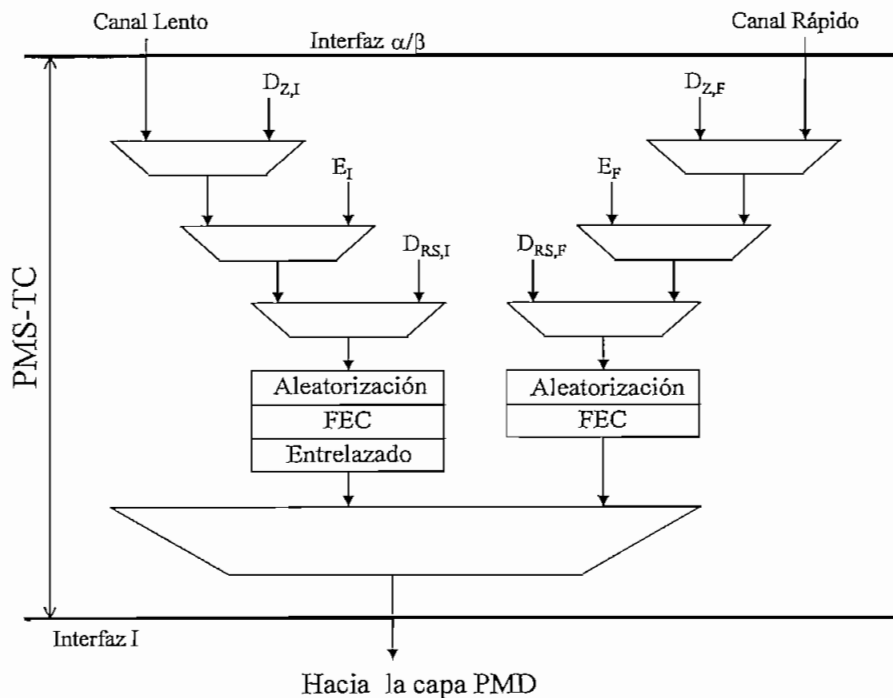 Canal Lento
Interfaz α/β
Canal Rápido
D_{Z,I}
D_{Z,F}
E_I
E_F
D_{RS,I}
D_{RS,F}
PMS-TC
Aleatorización
FEC
Entrelazado
Aleatorización
FEC
Interfaz I
Hacia la capa PMD